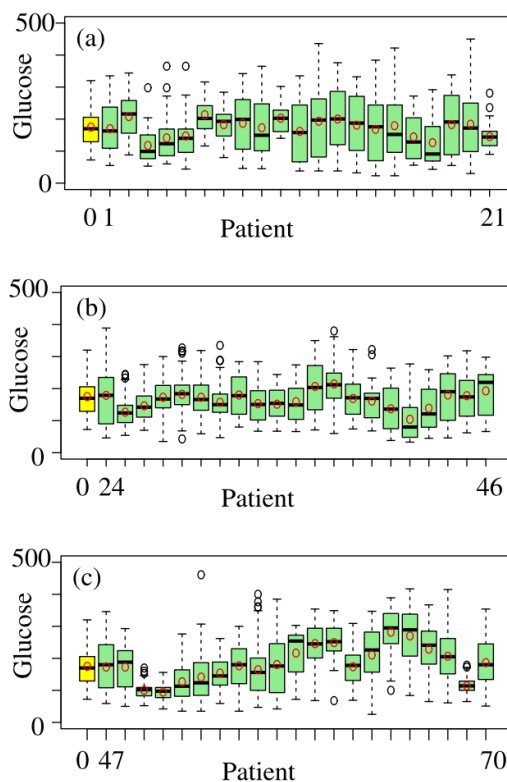 (a)
500
Glucose
0
0 1 21
Patient
(b)
500
Glucose
0
0 24 46
Patient
(c)
500
Glucose
0
0 47 70
Patient